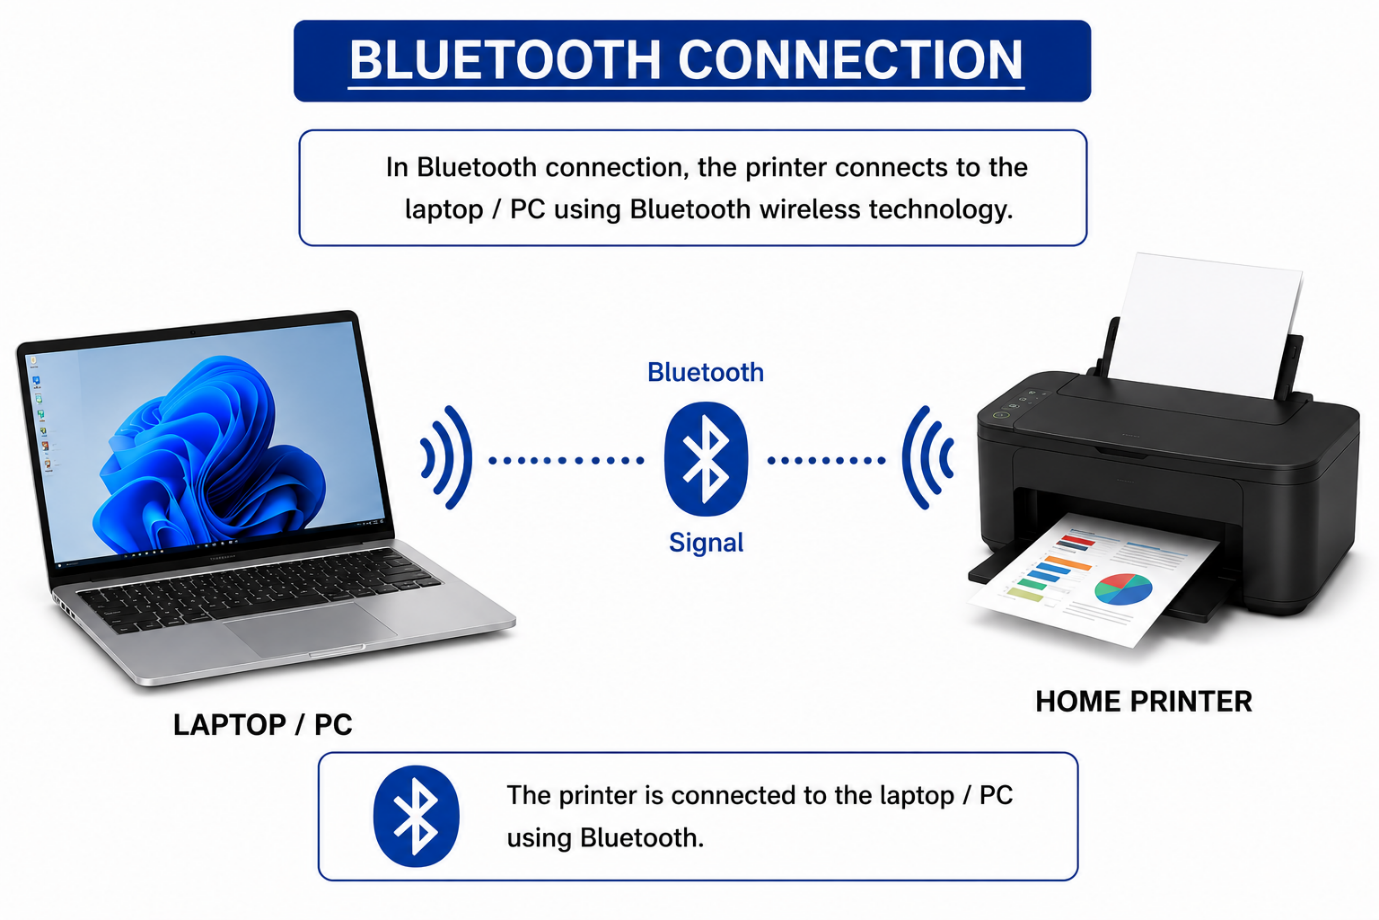 BLUETOOTH CONNECTION
In Bluetooth connection, the printer connects to the
laptop / PC using Bluetooth wireless technology.
Bluetooth
Signal
LAPTOP / PC
HOME PRINTER
The printer is connected to the laptop / PC
using Bluetooth.